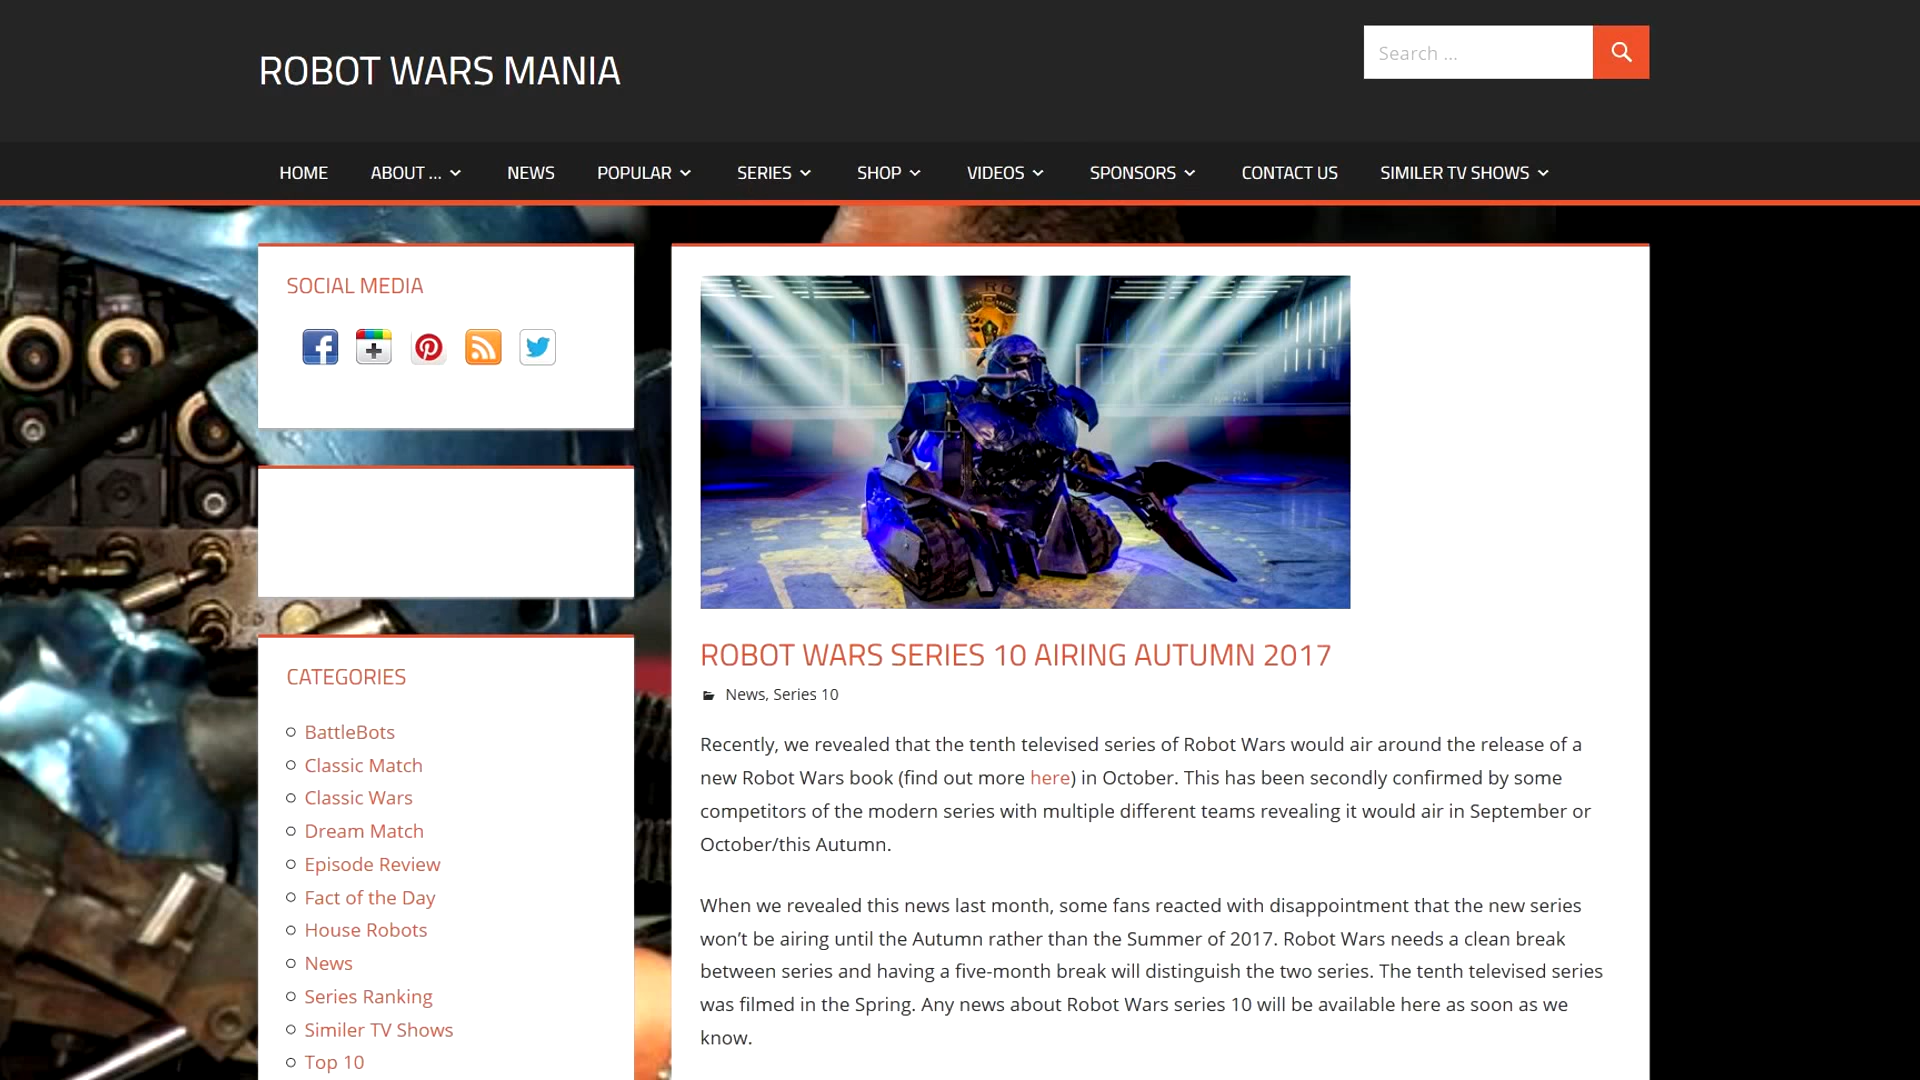 ROBOT WARS MANIA
Search ...
HOME ABOUT ... NEWS POPULAR SERIES SHOP VIDEOS SPONSORS CONTACT US SIMILER TV SHOWS
SOCIAL MEDIA
CATEGORIES
BattleBots
Classic Match
Classic Wars
Dream Match
Episode Review
Fact of the Day
House Robots
News
Series Ranking
Similer TV Shows
Top 10
ROBOT WARS SERIES 10 AIRING AUTUMN 2017
News, Series 10
Recently, we revealed that the tenth televised series of Robot Wars would air around the release of a
new Robot Wars book (find out more here) in October. This has been secondly confirmed by some
competitors of the modern series with multiple different teams revealing it would air in September or
October/this Autumn.
When we revealed this news last month, some fans reacted with disappointment that the new series
won’t be airing until the Autumn rather than the Summer of 2017. Robot Wars needs a clean break
between series and having a five-month break will distinguish the two series. The tenth televised series
was filmed in the Spring. Any news about Robot Wars series 10 will be available here as soon as we
know.